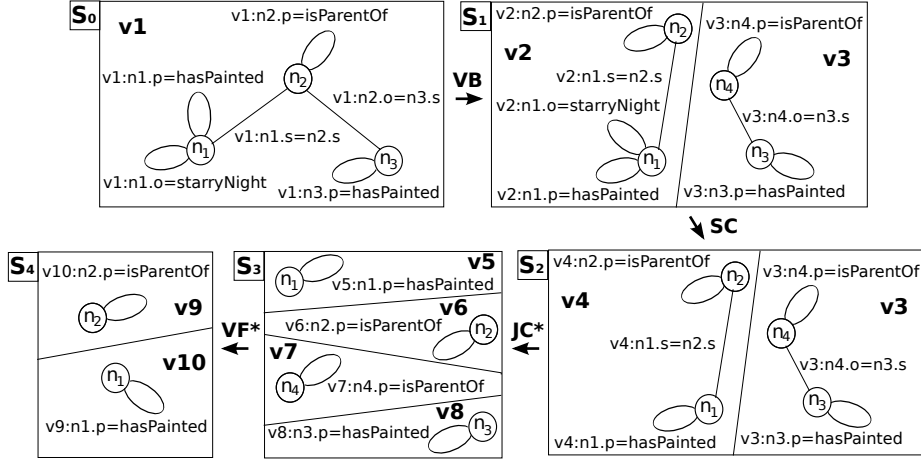 S0
v1
v1:n2.p=isParentOf
n2
v1:n1.p=hasPainted
v1:n2.o=n3.s
v1:n1.s=n2.s
n1
n3
v1:n1.o=starryNight
v1:n3.p=hasPainted
VB
S1
v2:n2.p=isParentOf
n2
v2
v2:n1.s=n2.s
v2:n1.o=starryNight
n1
v2:n1.p=hasPainted
v3:n4.p=isParentOf
v3
n4
v3:n4.o=n3.s
n3
v3:n3.p=hasPainted
SC
S2
v4:n2.p=isParentOf
n2
v4
v4:n1.s=n2.s
n1
v4:n1.p=hasPainted
v3:n4.p=isParentOf
v3
n4
v3:n4.o=n3.s
n3
v3:n3.p=hasPainted
JC*
S3
n1
v5
v5:n1.p=hasPainted
v6
v6:n2.p=isParentOf
n2
v7
n4
v7:n4.p=isParentOf
v8
v8:n3.p=hasPainted
n3
VF*
S4
v10:n2.p=isParentOf
n2
v9
v10
n1
v9:n1.p=hasPainted